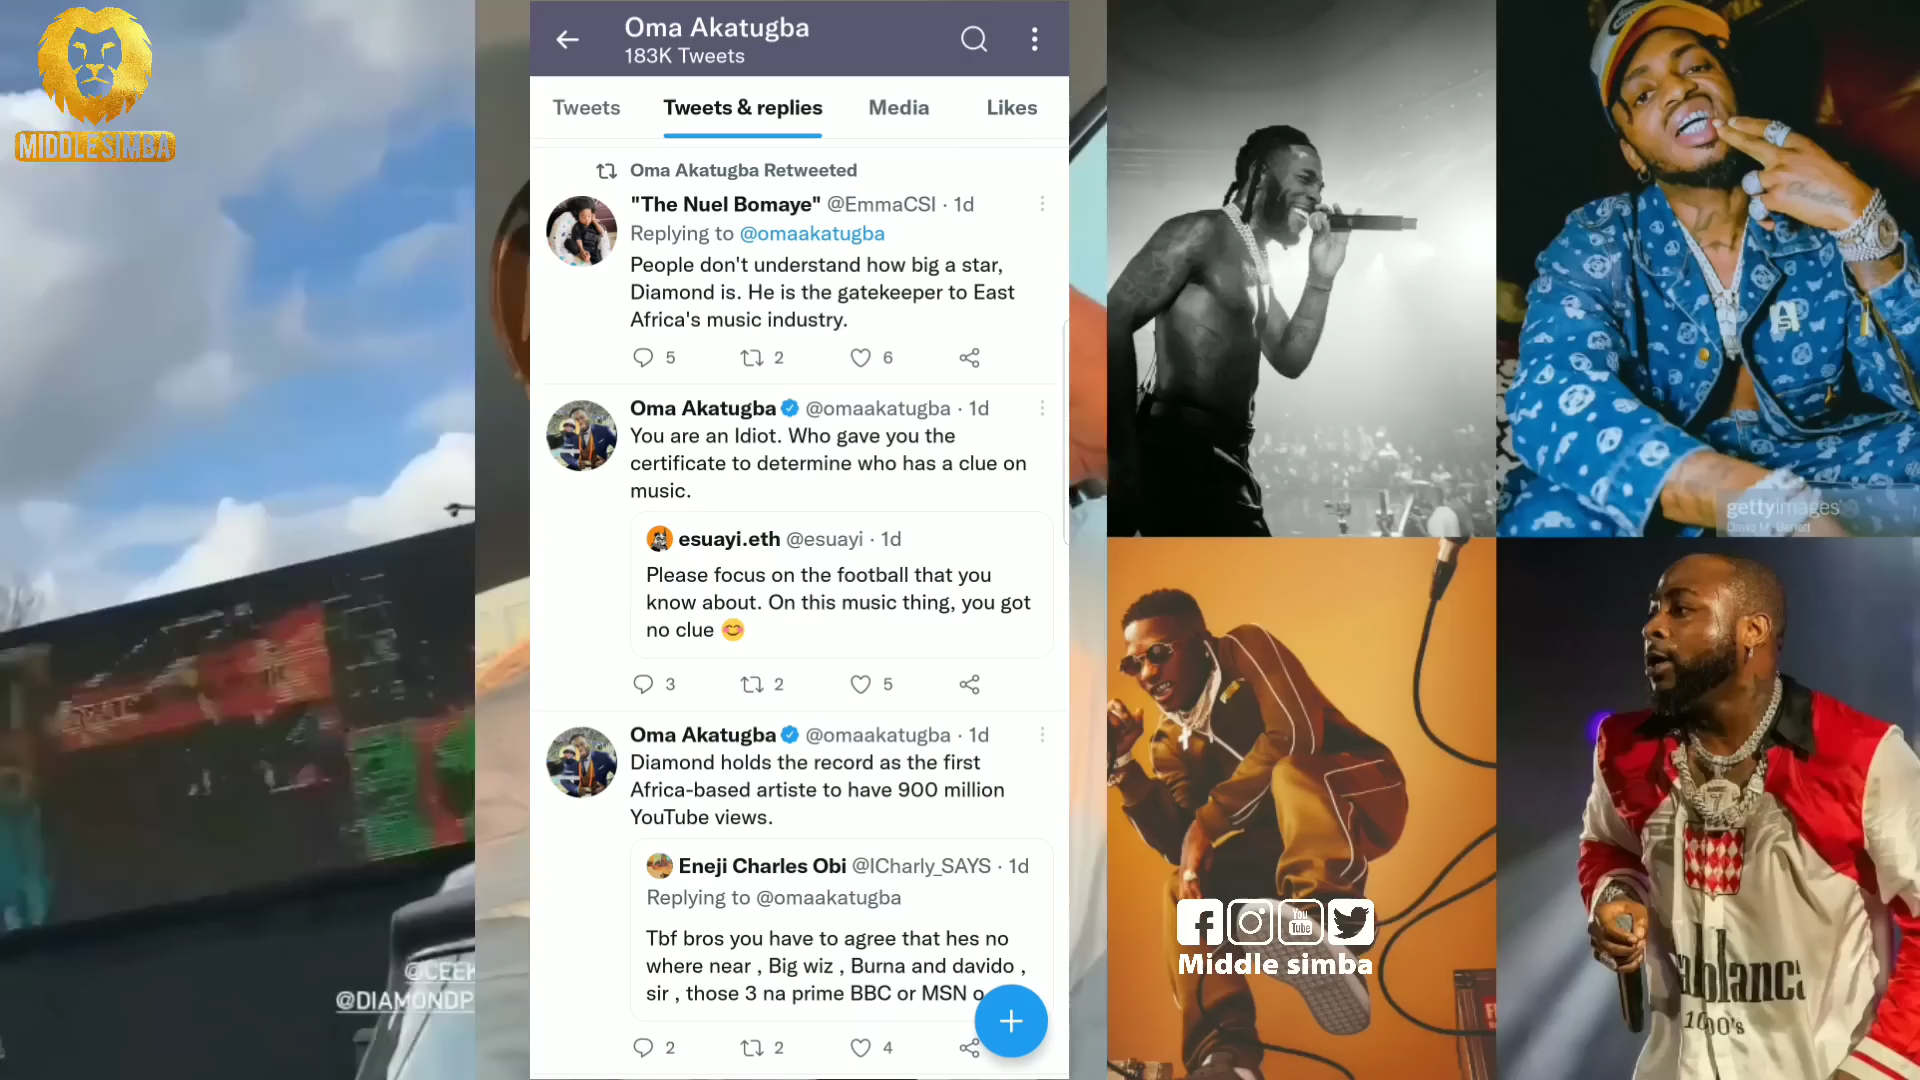 MIDDLESIMBA
Oma Akatugba
183K Tweets
Tweets
Tweets & replies
Media
Likes
Oma Akatugba Retweeted
"The Nuel Bomaye" @EmmaCSI · 1d
Replying to @omaakatugba
People don't understand how big a star,
Diamond is. He is the gatekeeper to East
Africa's music industry.
5
2
6
Oma Akatugba @omaakatugba · 1d
You are an Idiot. Who gave you the
certificate to determine who has a clue on
music.
esuayi.eth @esuayi · 1d
Please focus on the football that you
know about. On this music thing, you got
no clue 😊
3
2
5
Oma Akatugba @omaakatugba · 1d
Diamond holds the record as the first
Africa-based artiste to have 900 million
YouTube views.
Eneji Charles Obi @ICharly_SAYS · 1d
Replying to @omaakatugba
Tbf bros you have to agree that hes no
where near , Big wiz , Burna and davido ,
sir , those 3 na prime BBC or MSN o
2
2
4
@CEEK
@DIAMONDP
gettyimages
David M. Benett
You
Tube
Middle simba